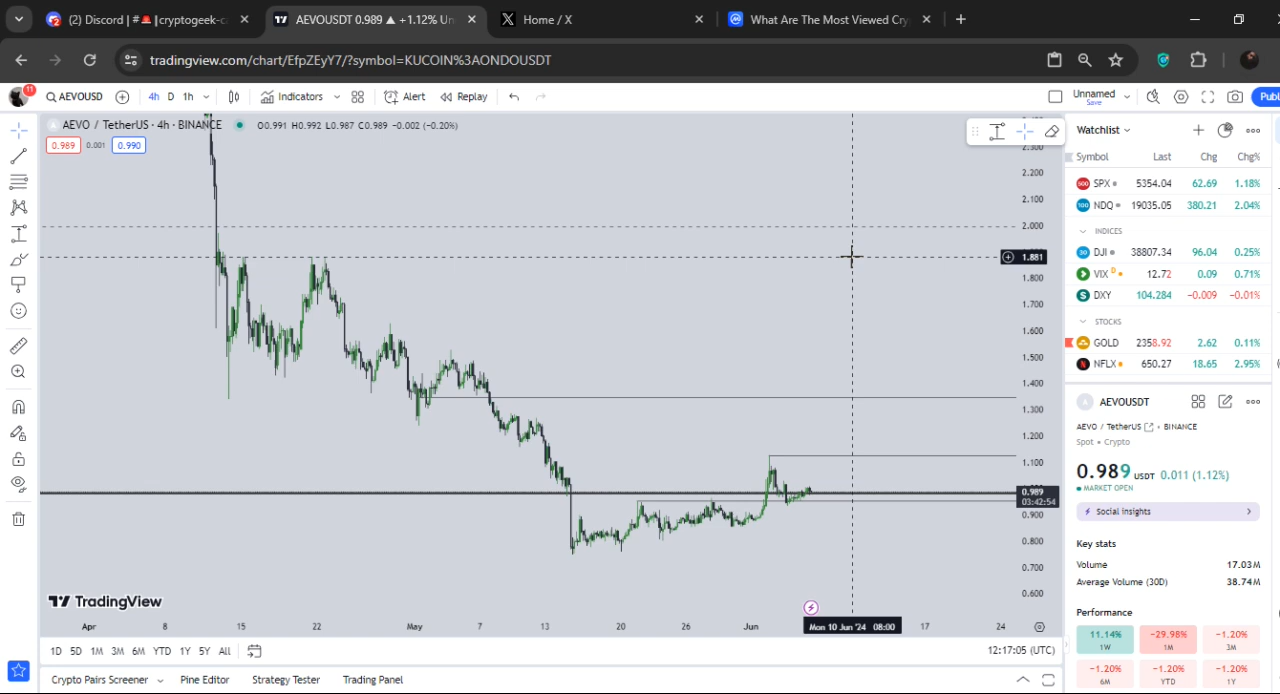 (2) Discord | #🚨|cryptogeek-c
AEVOUSDT 0.989 ▲ +1.12% Un
Home / X
What Are The Most Viewed Cry
tradingview.com/chart/EfpZEyY7/?symbol=KUCOIN%3AONDOUSDT
11
AEVOUSD
4h D 1h
Indicators
Alert
Replay
Unnamed
Save
Publ
AEVO / TetherUS · 4h · BINANCE
O0.991 H0.992 L0.987 C0.989 -0.002 (-0.20%)
0.989 0.001 0.990
2.300
2.200
2.100
2.000
1.881
1.800
1.700
1.600
1.500
1.400
1.300
1.200
1.100
0.989
03:42:54
0.900
0.800
0.700
0.600
TradingView
Apr 8 15 22 May 7 13 20 26 Jun Mon 10 Jun '24 08:00 17 24
1D 5D 1M 3M 6M YTD 1Y 5Y All
12:17:05 (UTC)
Crypto Pairs Screener Pine Editor Strategy Tester Trading Panel
Watchlist
Symbol Last Chg Chg%
500 SPX 5354.04 62.69 1.18%
100 NDQ 19035.05 380.21 2.04%
INDICES
30 DJI 38807.34 96.04 0.25%
VIX D 12.72 0.09 0.71%
$ DXY 104.284 −0.009 −0.01%
STOCKS
GOLD 2358.92 2.62 0.11%
N NFLX 650.27 18.65 2.95%
A AEVOUSDT
AEVO / TetherUS · BINANCE
Spot • Crypto
0.989 USDT 0.011 (1.12%)
MARKET OPEN
Social insights
Key stats
Volume 17.03M
Average Volume (30D) 38.74M
Performance
11.14% −29.98% −1.20%
1W 1M 3M
−1.20% −1.20% −1.20%
6M YTD 1Y